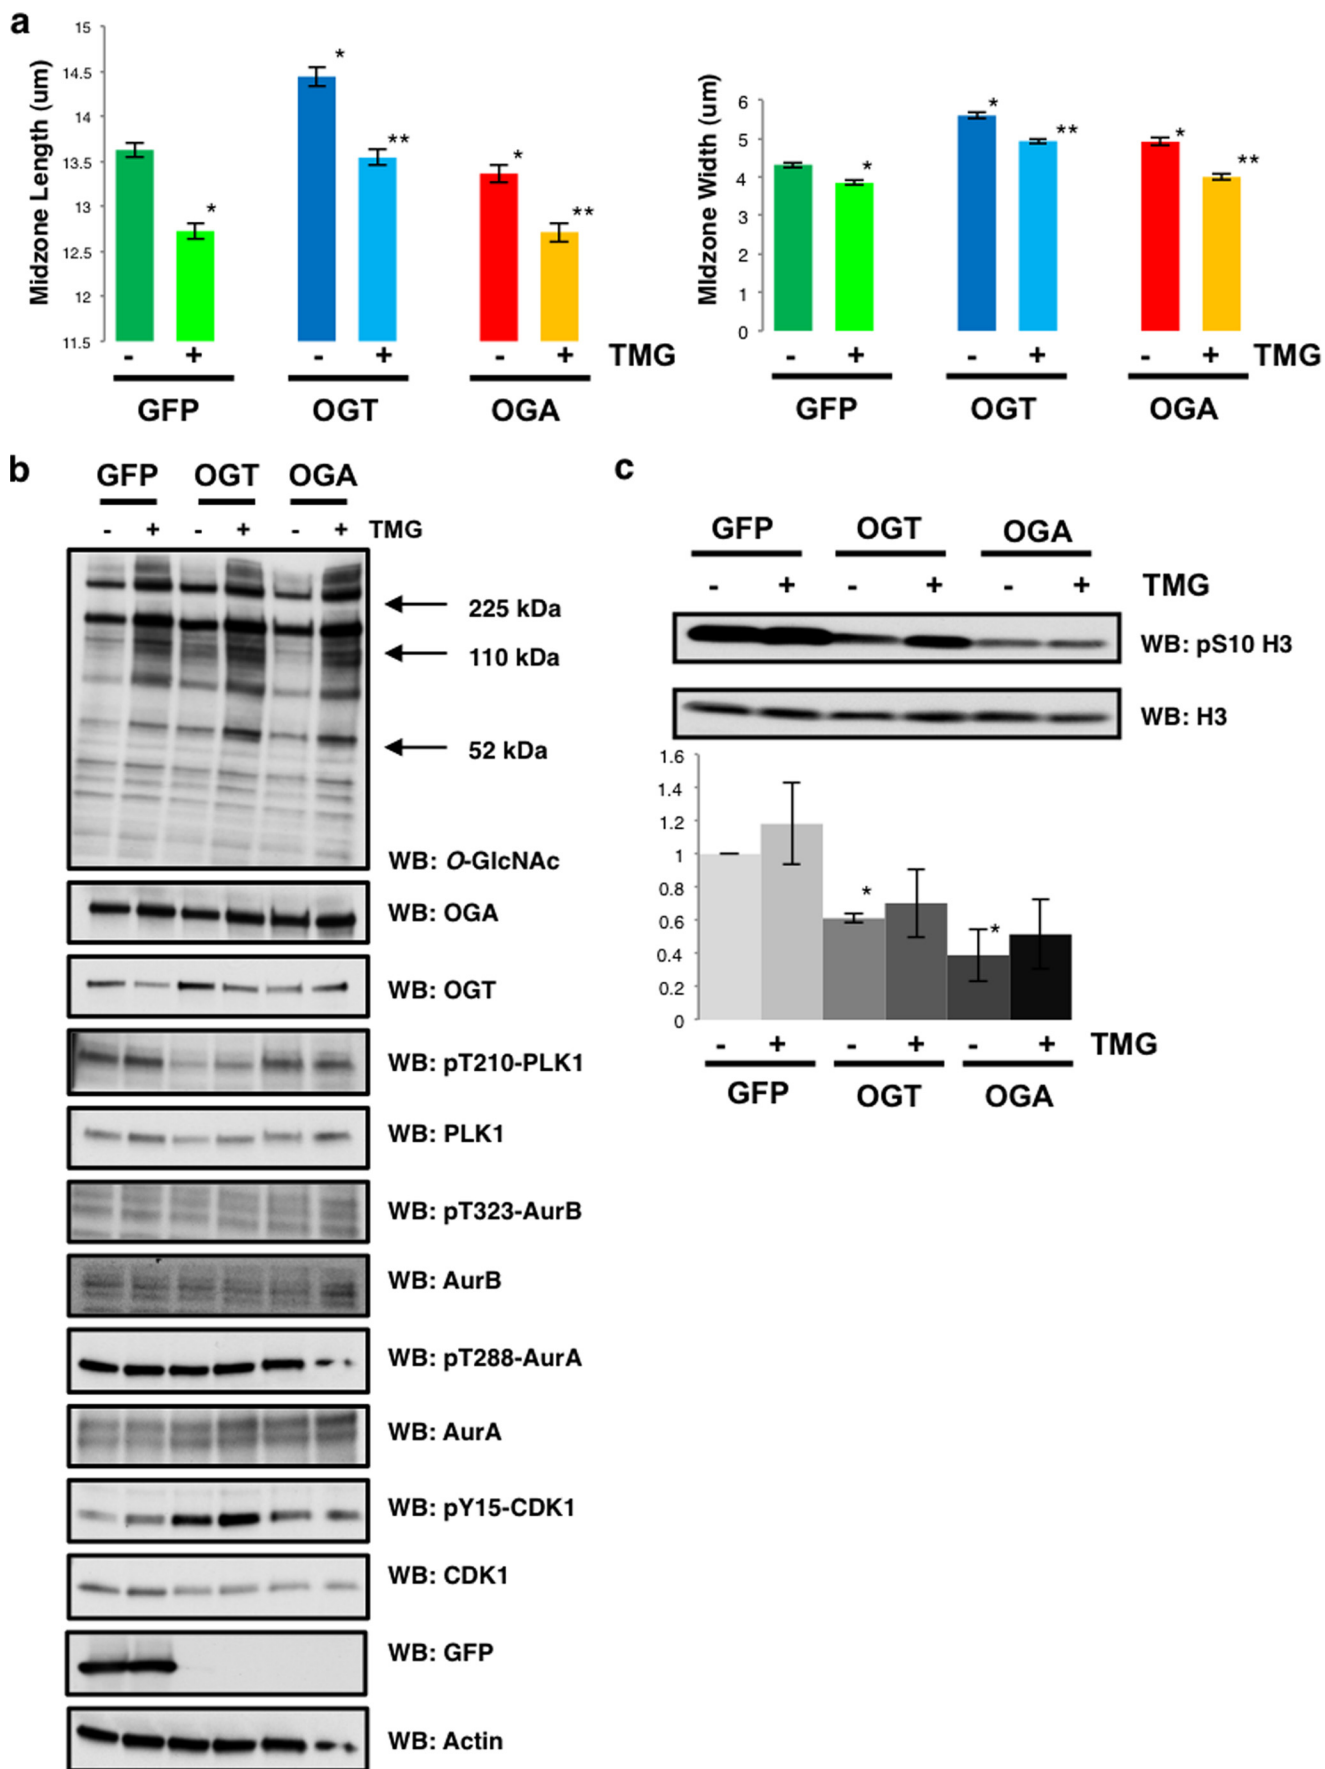 a
Midzone Length (um)
15
14.5
14
13.5
13
12.5
12
11.5
* * ** * **
- + - + - + TMG
GFP OGT OGA
MIdzone Width (um)
6
5
4
3
2
1
0
* * ** * **
- + - + - + TMG
GFP OGT OGA
b
GFP OGT OGA
- + - + - + TMG
225 kDa
110 kDa
52 kDa
WB: O-GlcNAc
WB: OGA
WB: OGT
WB: pT210-PLK1
WB: PLK1
WB: pT323-AurB
WB: AurB
WB: pT288-AurA
WB: AurA
WB: pY15-CDK1
WB: CDK1
WB: GFP
WB: Actin
c
GFP OGT OGA
- + - + - + TMG
WB: pS10 H3
WB: H3
1.6
1.4
1.2
1
0.8
0.6
0.4
0.2
0
* *
- + - + - + TMG
GFP OGT OGA